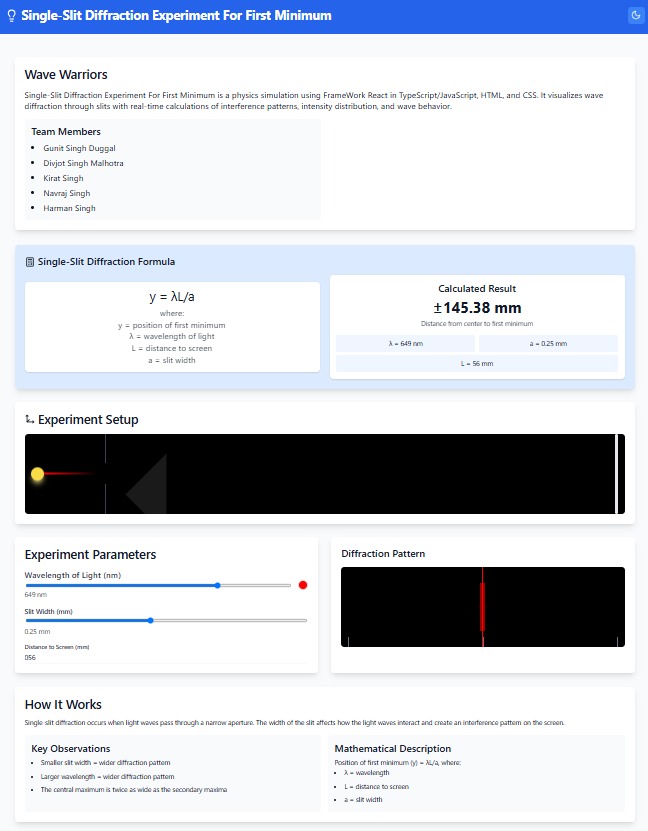 Single-Slit Diffraction Experiment For First Minimum
Wave Warriors
Single-Slit Diffraction Experiment For First Minimum is a physics simulation using FrameWork React in TypeScript/JavaScript, HTML, and CSS. It visualizes wave
diffraction through slits with real-time calculations of interference patterns, intensity distribution, and wave behavior.
Team Members
Gunit Singh Duggal
Divjot Singh Malhotra
Kirat Singh
Navraj Singh
Harman Singh
Single-Slit Diffraction Formula
y = λL/a
where:
y = position of first minimum
λ = wavelength of light
L = distance to screen
a = slit width
Calculated Result
±145.38 mm
Distance from center to first minimum
λ = 649 nm
a = 0.25 mm
L = 56 mm
Experiment Setup
Experiment Parameters
Wavelength of Light (nm)
649 nm
Slit Width (mm)
0.25 mm
Distance to Screen (mm)
056
Diffraction Pattern
How It Works
Single-slit diffraction occurs when light waves pass through a narrow aperture. The width of the slit affects how the light waves interact and create an interference pattern on the screen.
Key Observations
Smaller slit width = wider diffraction pattern
Larger wavelength = wider diffraction pattern
The central maximum is twice as wide as the secondary maxima
Mathematical Description
Position of first minimum (y) = λL/a, where:
λ = wavelength
L = distance to screen
a = slit width